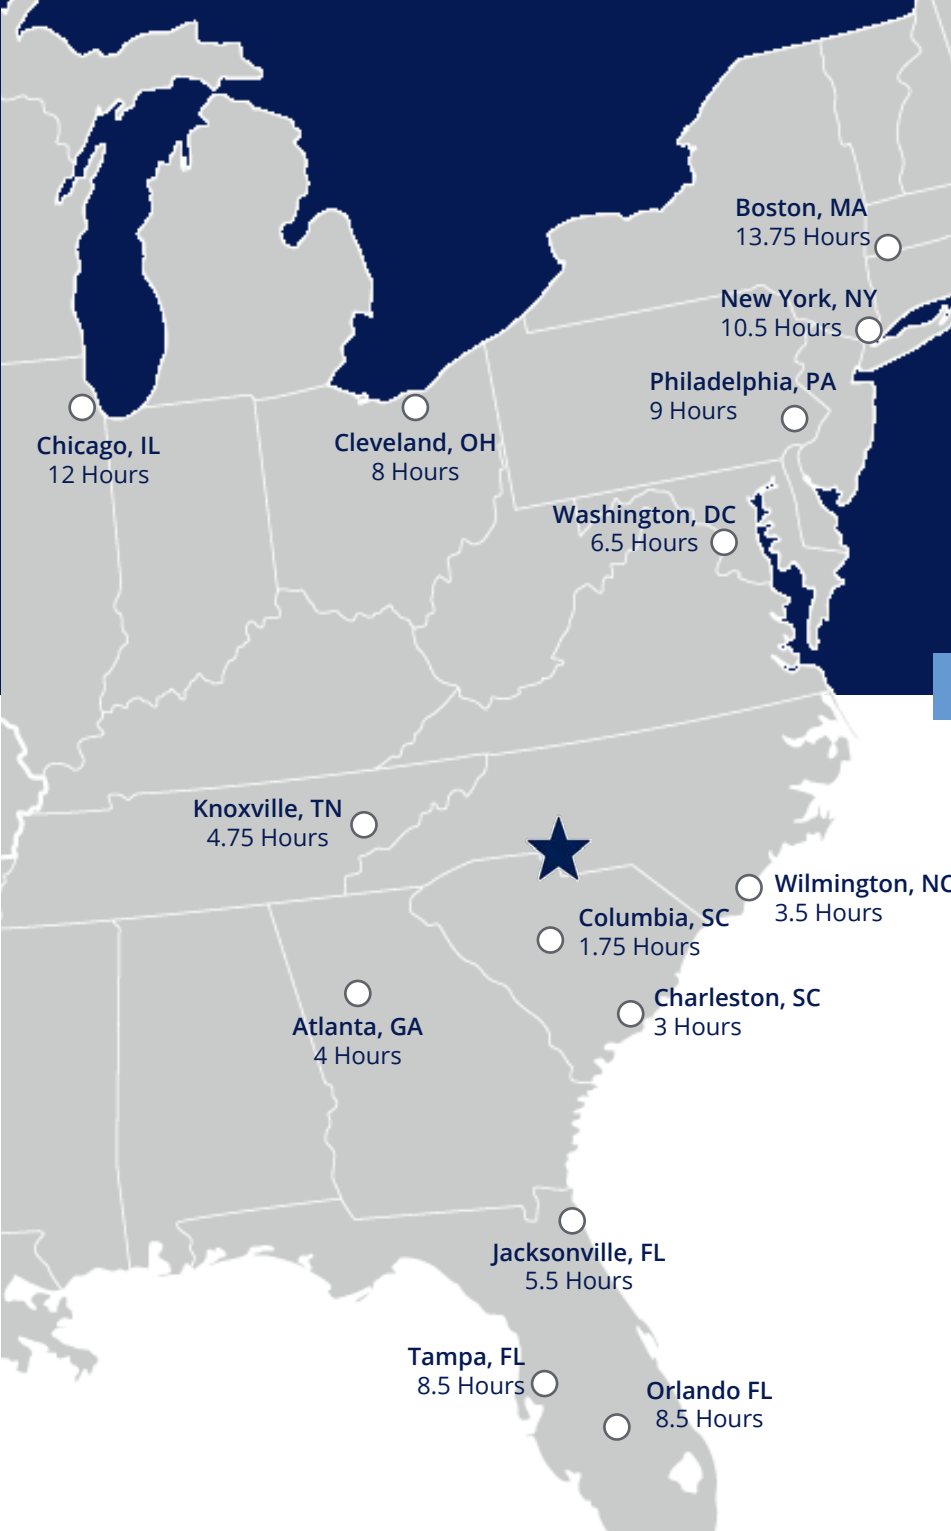 Boston, MA
13.75 Hours
New York, NY
10.5 Hours
Philadelphia, PA
9 Hours
Chicago, IL
12 Hours
Cleveland, OH
8 Hours
Washington, DC
6.5 Hours
Knoxville, TN
4.75 Hours
Wilmington, NC
3.5 Hours
Columbia, SC
1.75 Hours
Charleston, SC
3 Hours
Atlanta, GA
4 Hours
Jacksonville, FL
5.5 Hours
Tampa, FL
8.5 Hours
Orlando FL
8.5 Hours